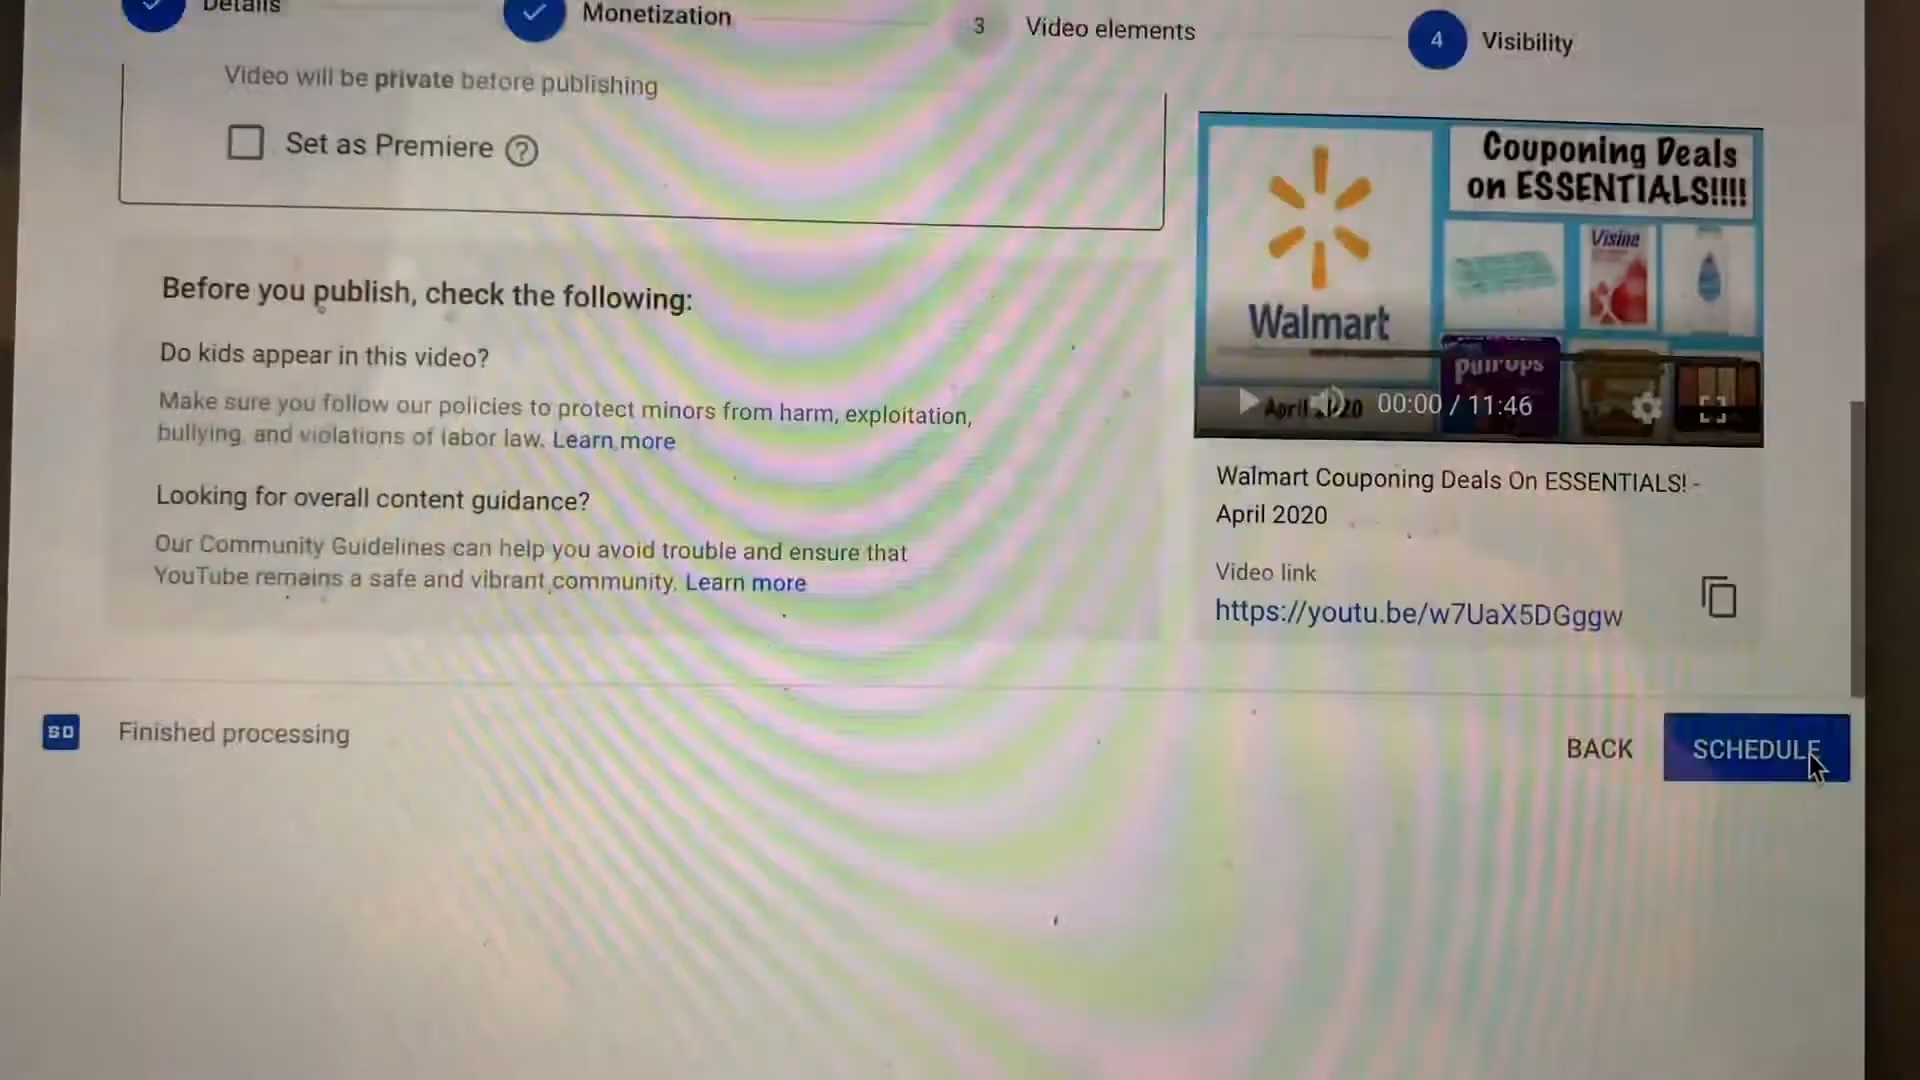 Details
Monetization
3
Video elements
4
Visibility
Video will be private before publishing
Set as Premiere ?
Before you publish, check the following:
Do kids appear in this video?
Make sure you follow our policies to protect minors from harm, exploitation,
bullying, and violations of labor law. Learn more
Looking for overall content guidance?
Our Community Guidelines can help you avoid trouble and ensure that
YouTube remains a safe and vibrant community. Learn more
Couponing Deals
on ESSENTIALS!!!!
Visine
Walmart
pull-ups
April 2020
00:00 / 11:46
Walmart Couponing Deals On ESSENTIALS! -
April 2020
Video link
https://youtu.be/w7UaX5DGggw
SD
Finished processing
BACK
SCHEDULE